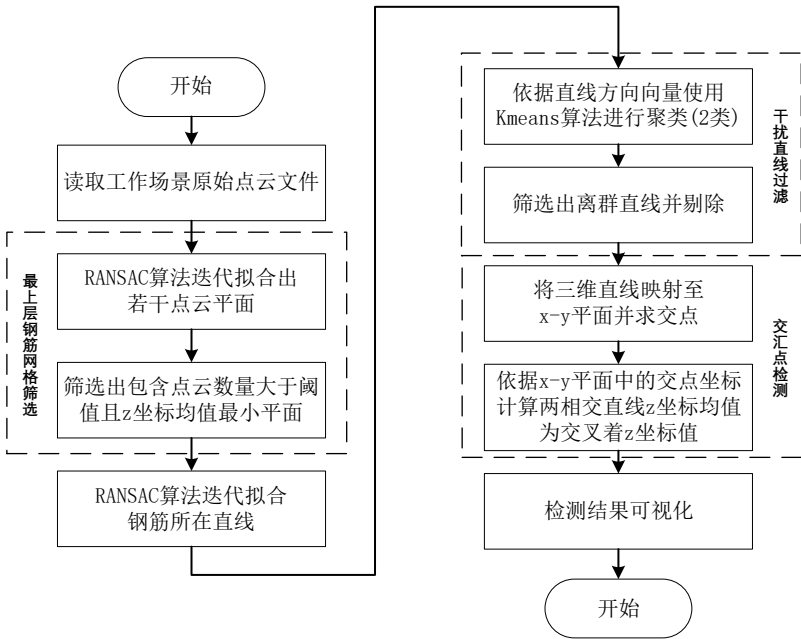 开始
读取工作场景原始点云文件
最上层钢筋网格筛选
RANSAC算法迭代拟合出
若干点云平面
筛选出包含点云数量大于阈
值且z坐标均值最小平面
RANSAC算法迭代拟合
钢筋所在直线
依据直线方向向量使用
Kmeans算法进行聚类(2类)
筛选出离群直线并剔除
干扰直线过滤
将三维直线映射至
x-y平面并求交点
依据x-y平面中的交点坐标
计算两相交直线z坐标均值
为交叉着z坐标值
交汇点检测
检测结果可视化
开始